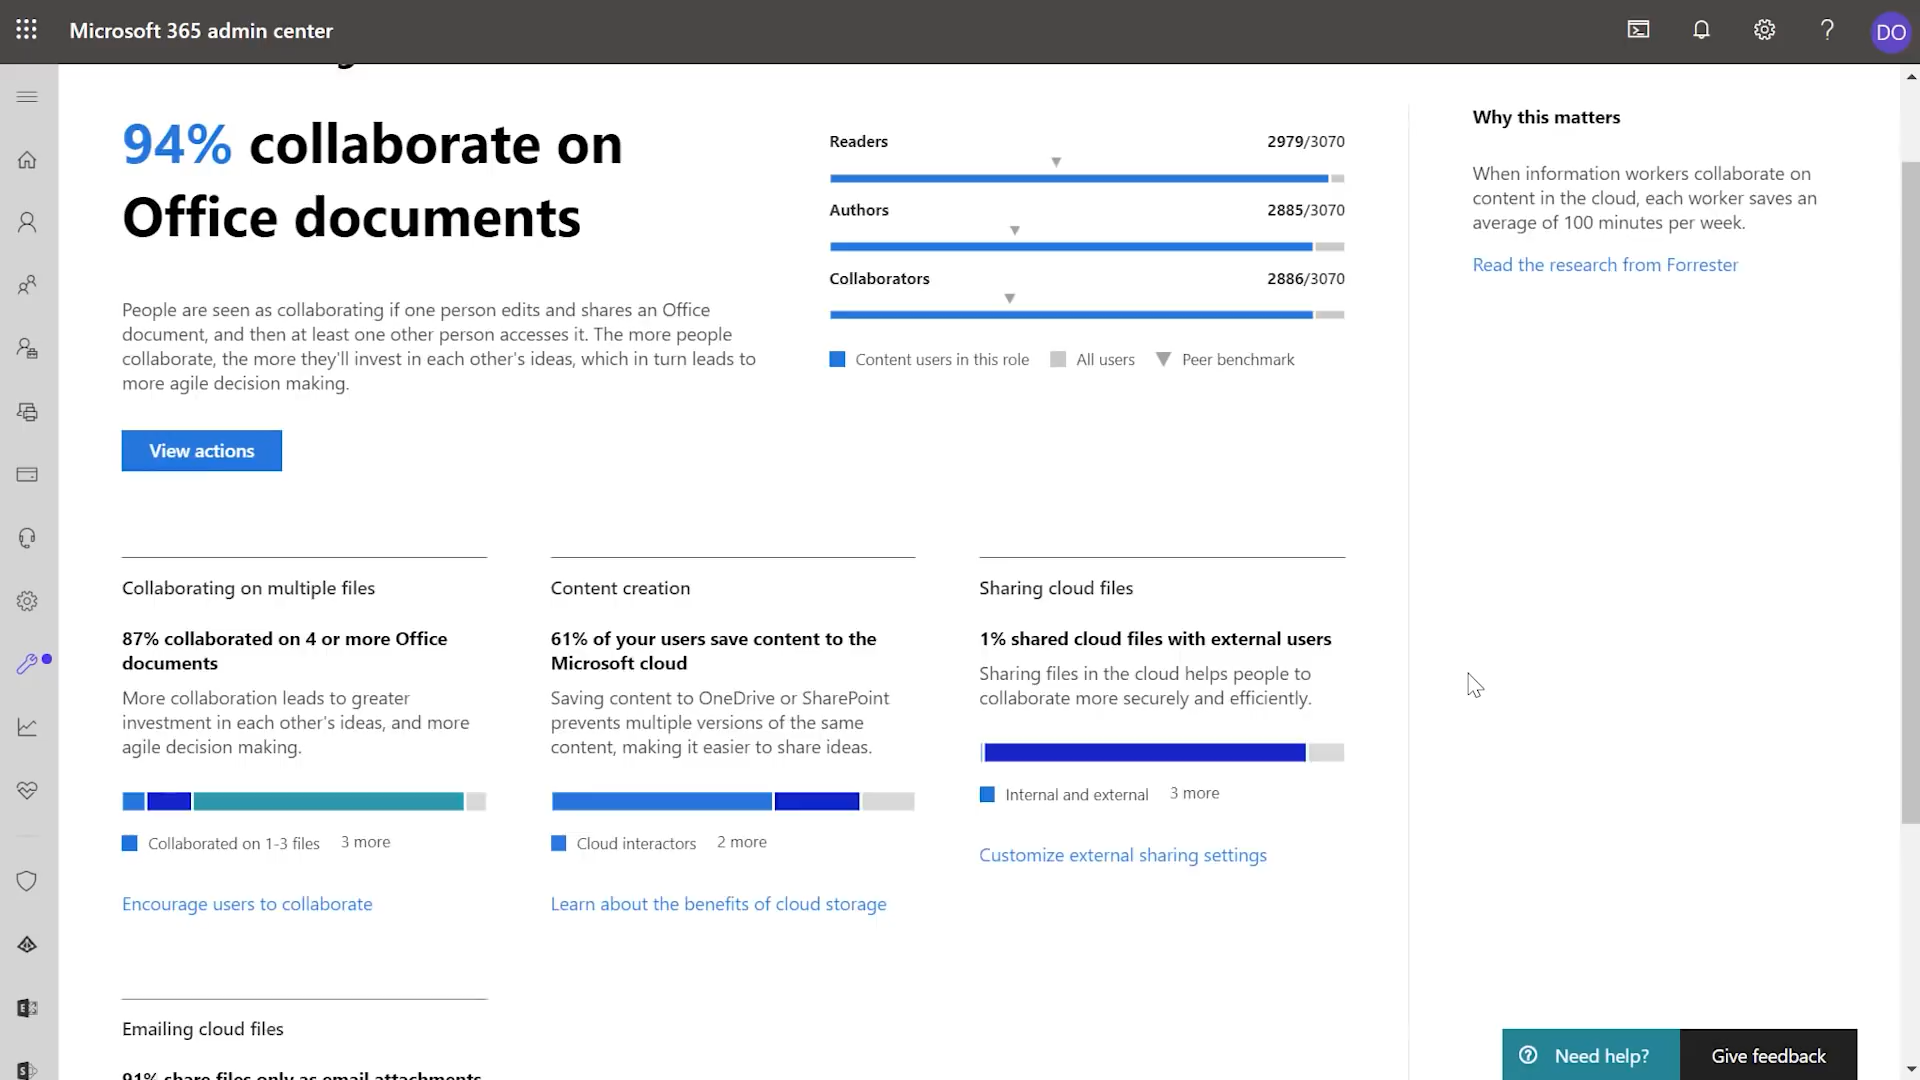 Microsoft 365 admin center
DO
94% collaborate on
Office documents
People are seen as collaborating if one person edits and shares an Office
document, and then at least one other person accesses it. The more people
collaborate, the more they'll invest in each other's ideas, which in turn leads to
more agile decision making.
View actions
Readers 2979/3070
Authors 2885/3070
Collaborators 2886/3070
Content users in this role All users Peer benchmark
Why this matters
When information workers collaborate on
content in the cloud, each worker saves an
average of 100 minutes per week.
Read the research from Forrester
Collaborating on multiple files
87% collaborated on 4 or more Office
documents
More collaboration leads to greater
investment in each other's ideas, and more
agile decision making.
Collaborated on 1-3 files 3 more
Encourage users to collaborate
Content creation
61% of your users save content to the
Microsoft cloud
Saving content to OneDrive or SharePoint
prevents multiple versions of the same
content, making it easier to share ideas.
Cloud interactors 2 more
Learn about the benefits of cloud storage
Sharing cloud files
1% shared cloud files with external users
Sharing files in the cloud helps people to
collaborate more securely and efficiently.
Internal and external 3 more
Customize external sharing settings
Emailing cloud files
91% share files only as email attachments
Need help?
Give feedback